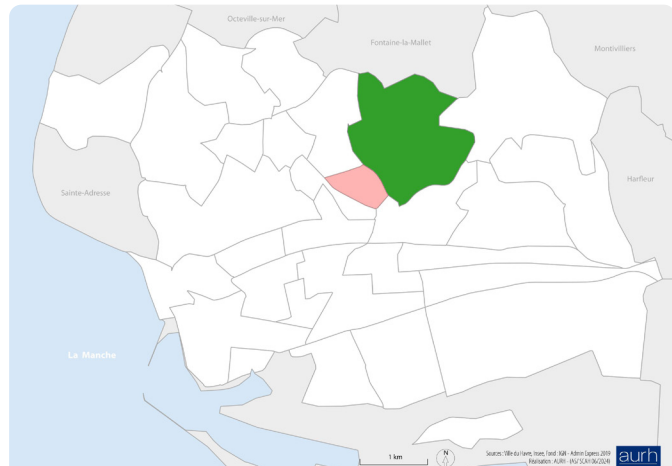 Octeville-sur-Mer
Fontaine-la-Mallet
Montivilliers
Sainte-Adresse
Harfleur
La Manche
1 km
N
Sources : Ville du Havre, Insee, Fond : IGN - Admin Express 2019
Réalisation : AURH - (AS/ SCAH 06/2024)
aurh